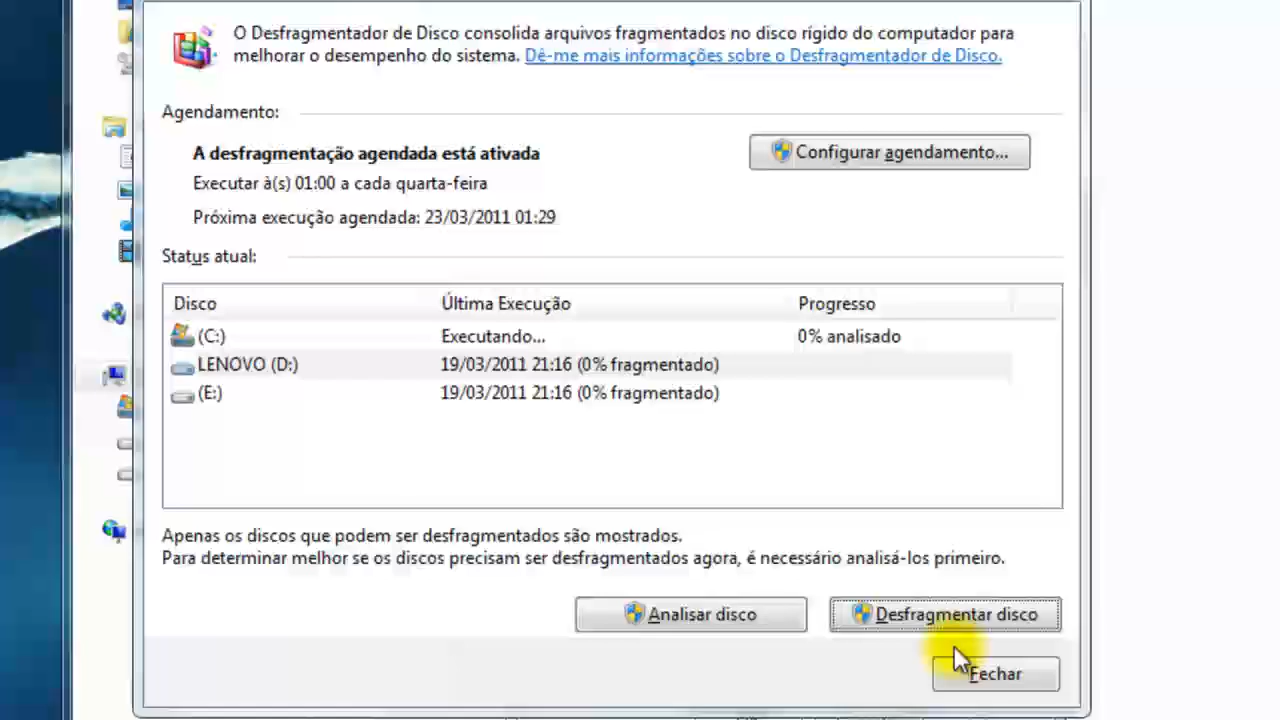 O Desfragmentador de Disco consolida arquivos fragmentados no disco rígido do computador para
melhorar o desempenho do sistema. Dê-me mais informações sobre o Desfragmentador de Disco.
Agendamento:
A desfragmentação agendada está ativada
Configurar agendamento...
Executar à(s) 01:00 a cada quarta-feira
Próxima execução agendada: 23/03/2011 01:29
Status atual:
Disco Última Execução Progresso
(C:) Executando... 0% analisado
LENOVO (D:) 19/03/2011 21:16 (0% fragmentado)
(E:) 19/03/2011 21:16 (0% fragmentado)
Apenas os discos que podem ser desfragmentados são mostrados.
Para determinar melhor se os discos precisam ser desfragmentados agora, é necessário analisá-los primeiro.
Analisar disco Desfragmentar disco
Fechar